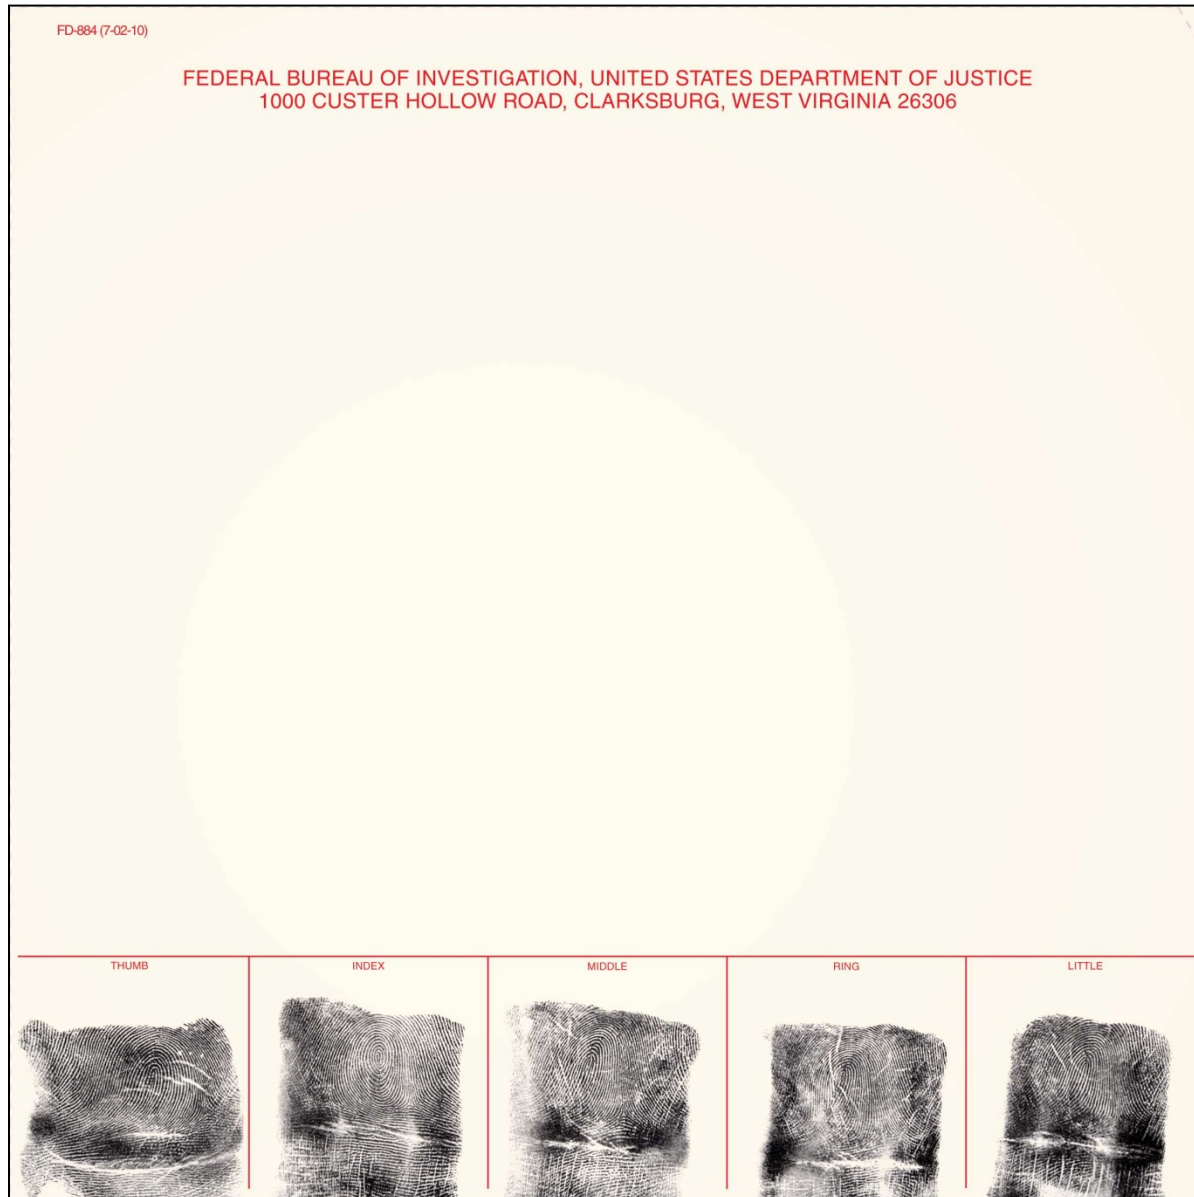 FD-884 (7-02-10)
FEDERAL BUREAU OF INVESTIGATION, UNITED STATES DEPARTMENT OF JUSTICE
1000 CUSTER HOLLOW ROAD, CLARKSBURG, WEST VIRGINIA 26306
THUMB INDEX MIDDLE RING LITTLE